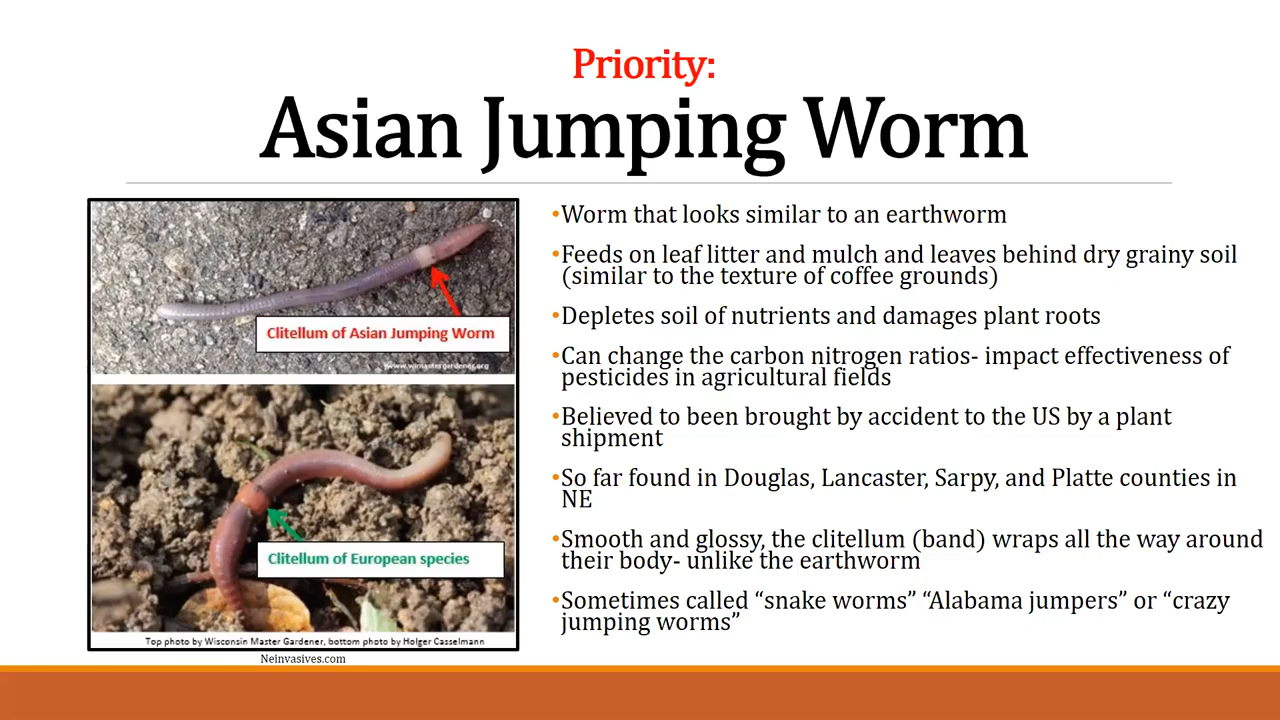 Priority:
Asian Jumping Worm
Clitellum of Asian Jumping Worm
www.wimastergardener.org
Clitellum of European species
Top photo by Wisconsin Master Gardener, bottom photo by Holger Casselmann
Neinvasives.com
•Worm that looks similar to an earthworm
•Feeds on leaf litter and mulch and leaves behind dry grainy soil
(similar to the texture of coffee grounds)
•Depletes soil of nutrients and damages plant roots
•Can change the carbon nitrogen ratios- impact effectiveness of
pesticides in agricultural fields
•Believed to been brought by accident to the US by a plant
shipment
•So far found in Douglas, Lancaster, Sarpy, and Platte counties in
NE
•Smooth and glossy, the clitellum (band) wraps all the way around
their body- unlike the earthworm
•Sometimes called “snake worms” “Alabama jumpers” or “crazy
jumping worms”